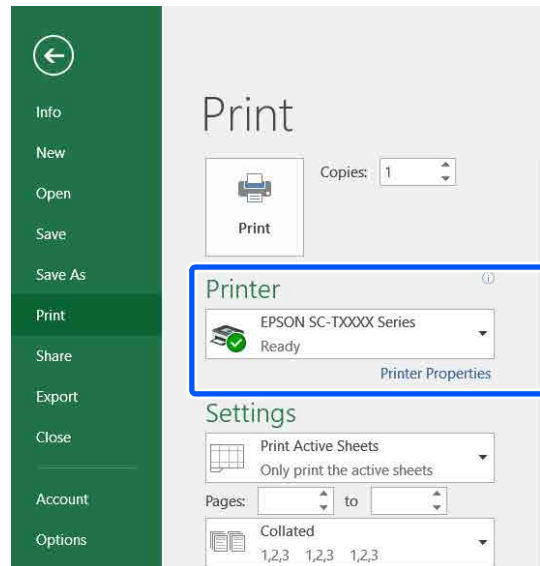 Info
New
Open
Save
Save As
Print
Share
Export
Close
Account
Options
Print
Copies: 1
Print
Printer
EPSON SC-TXXXX Series
Ready
Printer Properties
Settings
Print Active Sheets
Only print the active sheets
Pages: to
Collated
1,2,3 1,2,3 1,2,3